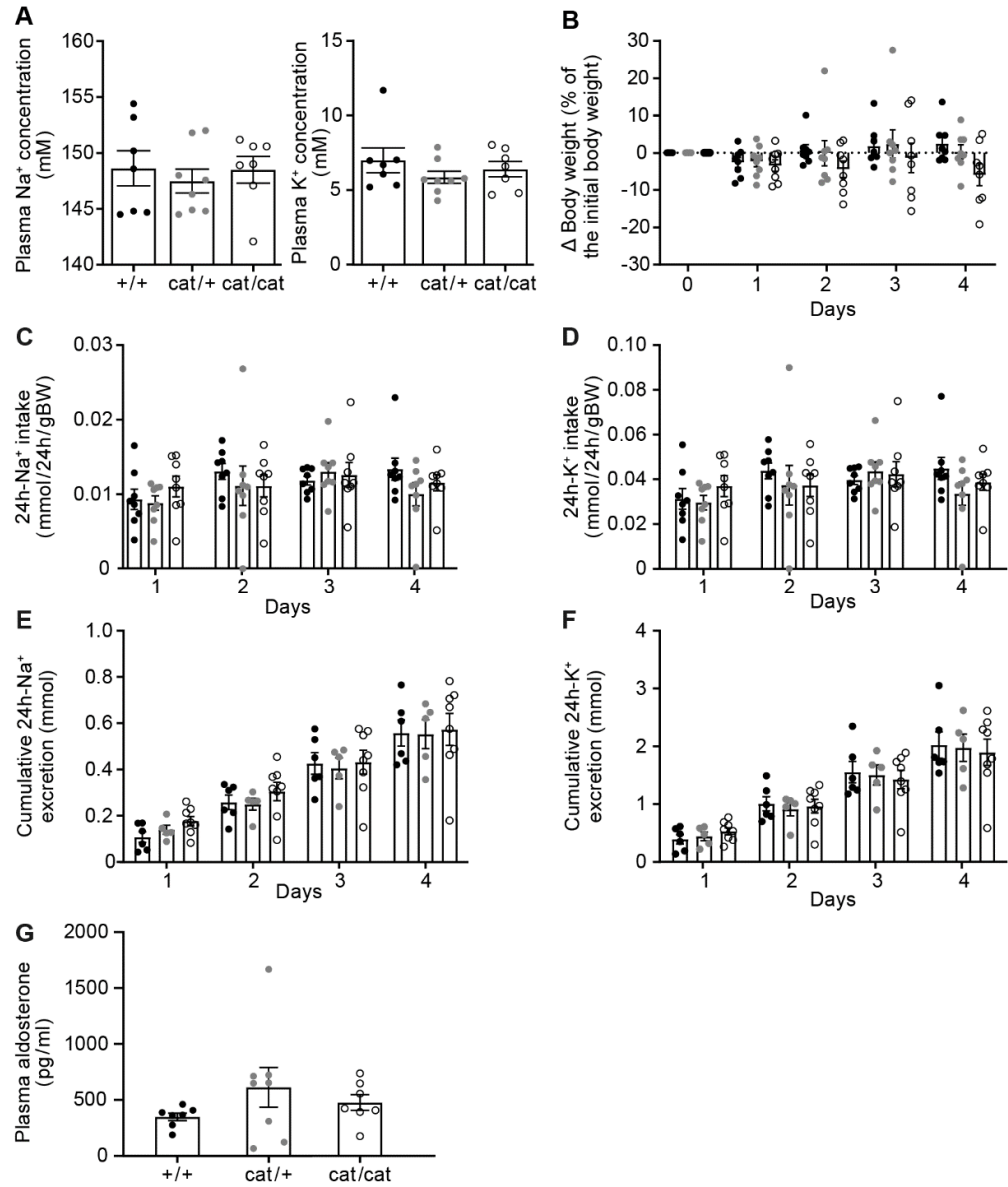 A
Plasma Na⁺ concentration
(mM)
160
155
150
145
140
+/+
cat/+
cat/cat
Plasma K⁺ concentration
(mM)
15
10
5
0
+/+
cat/+
cat/cat
B
Δ Body weight (% of
the initial body weight)
30
20
10
0
-10
-20
-30
0
1
2
3
4
Days
C
24h-Na⁺ intake
(mmol/24h/gBW)
0.03
0.02
0.01
0
1
2
3
4
Days
D
24h-K⁺ intake
(mmol/24h/gBW)
0.10
0.08
0.06
0.04
0.02
0
1
2
3
4
Days
E
Cumulative 24h-Na⁺
excretion (mmol)
1.0
0.8
0.6
0.4
0.2
0
1
2
3
4
Days
F
Cumulative 24h-K⁺
excretion (mmol)
4
3
2
1
0
1
2
3
4
Days
G
Plasma aldosterone
(pg/ml)
2000
1500
1000
500
0
+/+
cat/+
cat/cat